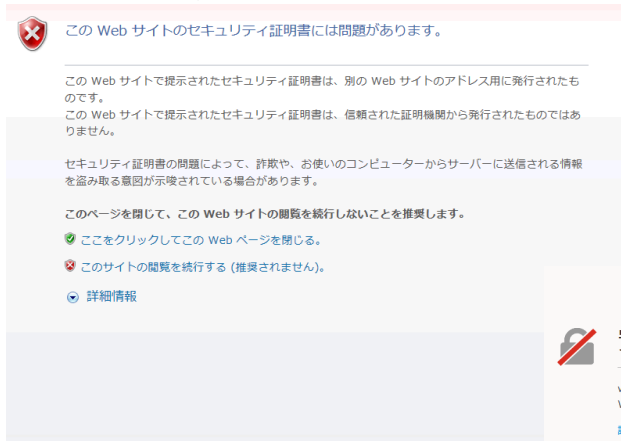 この Web サイトのセキュリティ証明書には問題があります。
この Web サイトで提示されたセキュリティ証明書は、別の Web サイトのアドレス用に発行されたも
のです。
この Web サイトで提示されたセキュリティ証明書は、信頼された証明機関から発行されたものではあ
りません。
セキュリティ証明書の問題によって、詐欺や、お使いのコンピューターからサーバーに送信される情報
を盗み取る意図が示唆されている場合があります。
このページを閉じて、この Web サイトの閲覧を続行しないことを推奨します。
ここをクリックしてこの Web ページを閉じる。
このサイトの閲覧を続行する (推奨されません)。
詳細情報